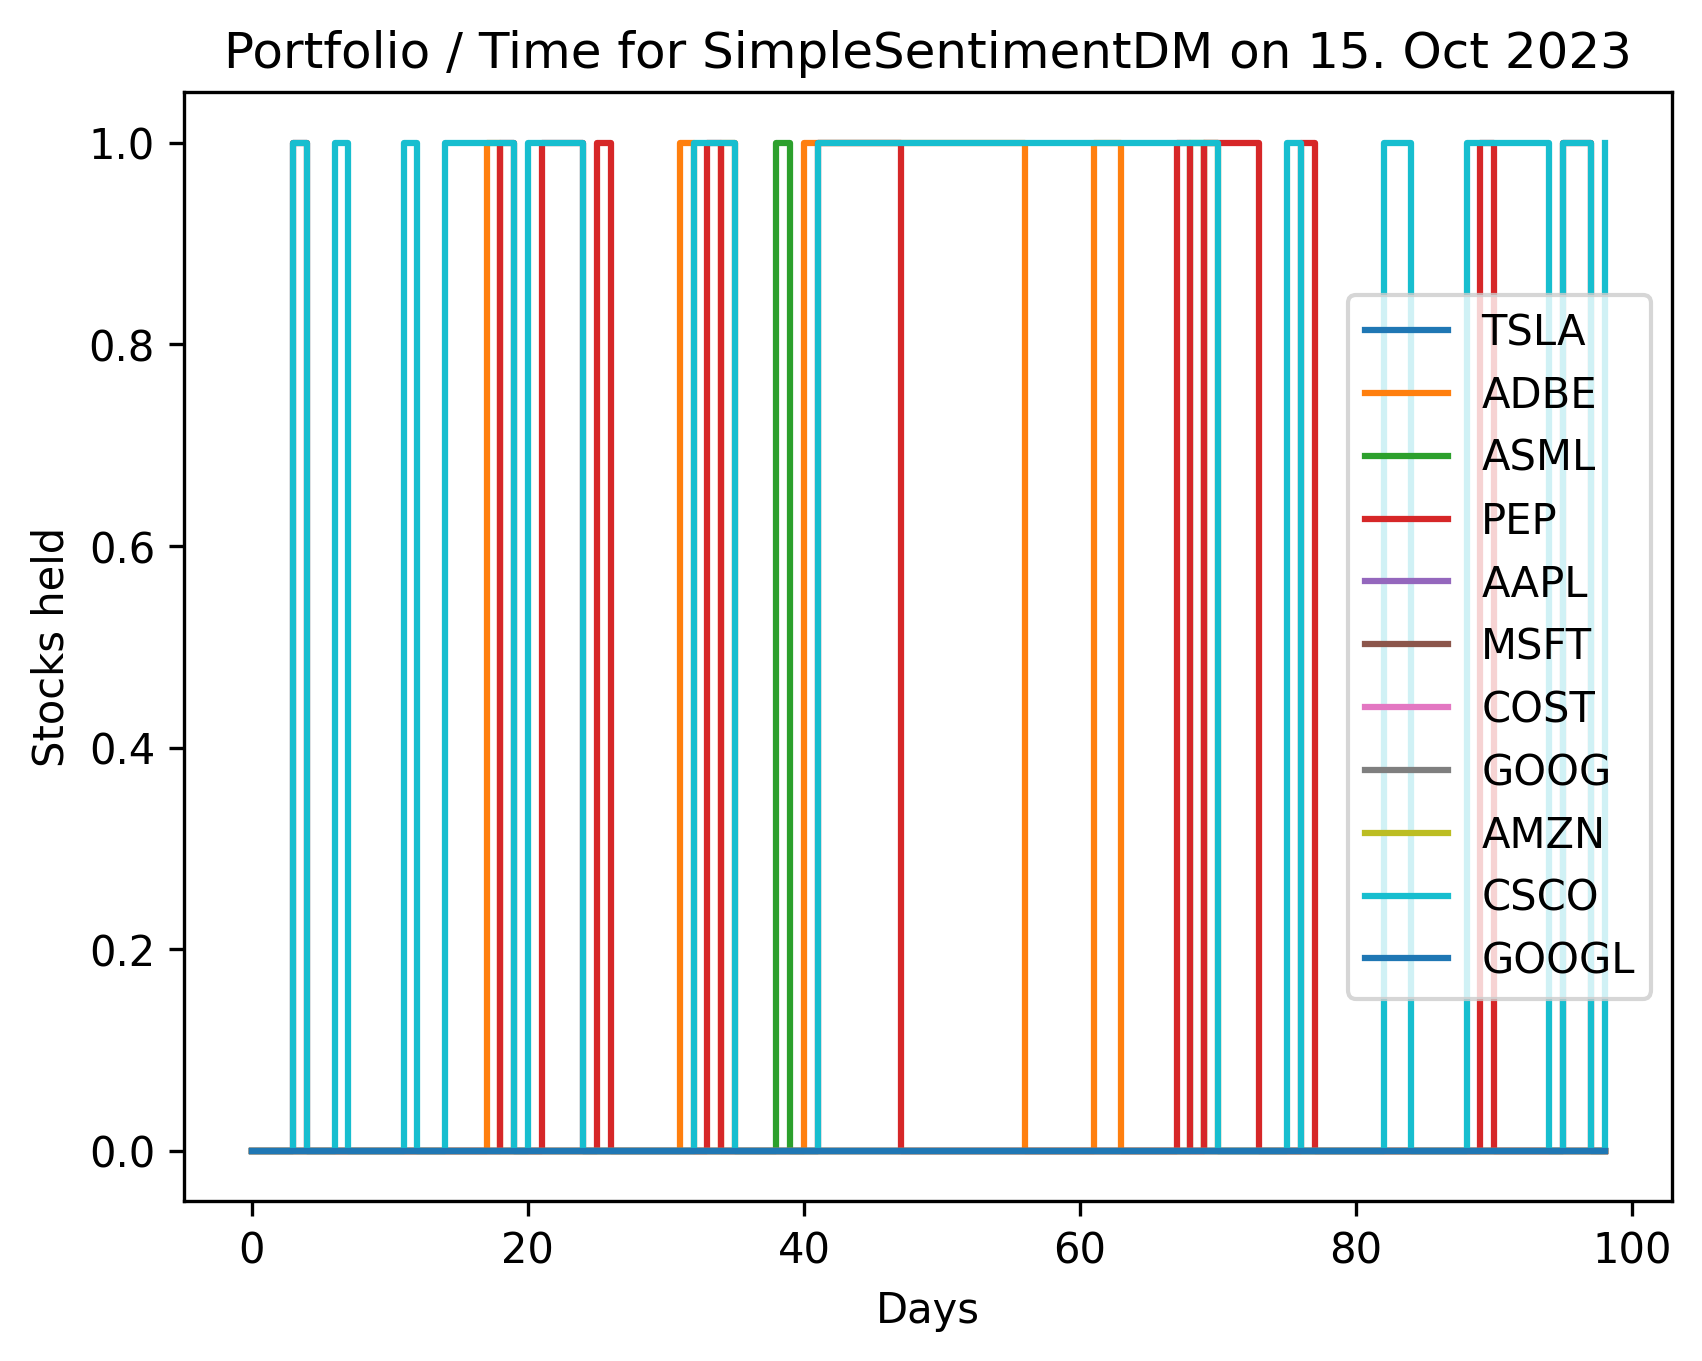 Portfolio / Time for SimpleSentimentDM on 15. Oct 2023
1.0
0.8
0.6
0.4
0.2
0.0
Stocks held
TSLA
ADBE
ASML
PEP
AAPL
MSFT
COST
GOOG
AMZN
CSCO
GOOGL
0 20 40 60 80 100
Days